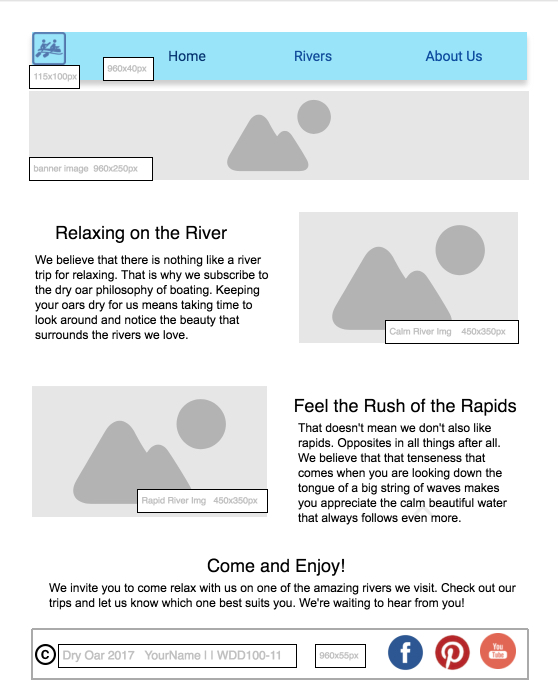 Home Rivers About Us
115x100px
960x40px
banner image 960x250px
Relaxing on the River
We believe that there is nothing like a river
trip for relaxing. That is why we subscribe to
the dry oar philosophy of boating. Keeping
your oars dry for us means taking time to
look around and notice the beauty that
surrounds the rivers we love.
Calm River Img 450x350px
Rapid River Img 450x350px
Feel the Rush of the Rapids
That doesn't mean we don't also like
rapids. Opposites in all things after all.
We believe that that tenseness that
comes when you are looking down the
tongue of a big string of waves makes
you appreciate the calm beautiful water
that always follows even more.
Come and Enjoy!
We invite you to come relax with us on one of the amazing rivers we visit. Check out our
trips and let us know which one best suits you. We're waiting to hear from you!
© Dry Oar 2017 YourName | | WDD100-11 960x55px
You Tube